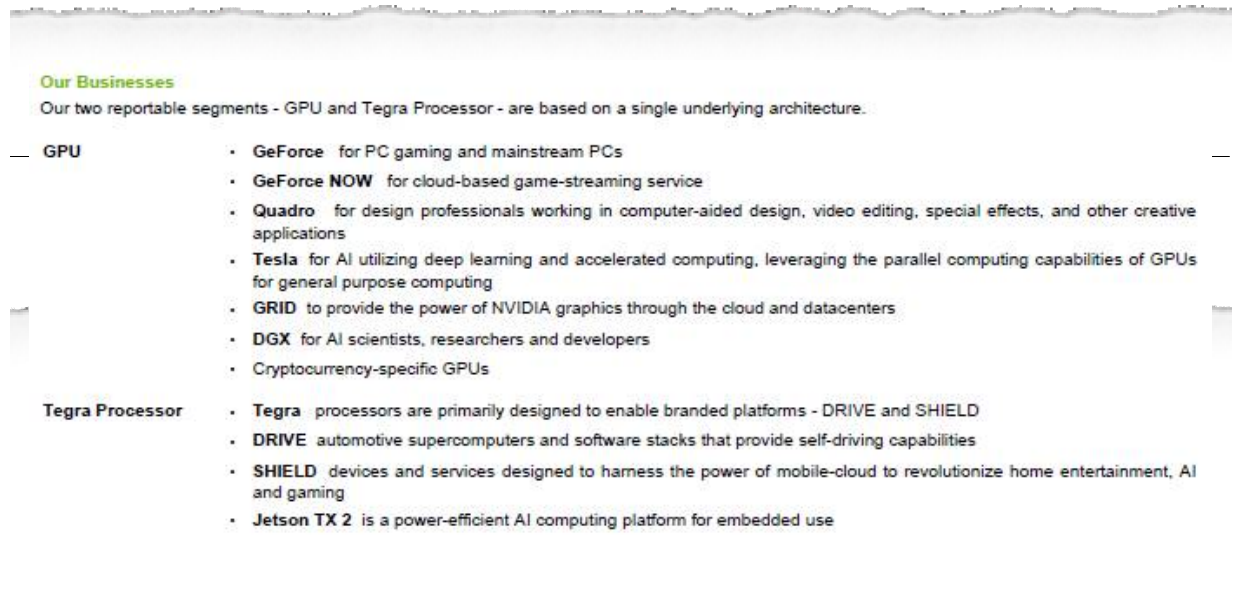 Our Businesses
Our two reportable segments - GPU and Tegra Processor - are based on a single underlying architecture.
GPU
· GeForce for PC gaming and mainstream PCs
· GeForce NOW for cloud-based game-streaming service
· Quadro for design professionals working in computer-aided design, video editing, special effects, and other creative
applications
· Tesla for AI utilizing deep learning and accelerated computing, leveraging the parallel computing capabilities of GPUs
for general purpose computing
· GRID to provide the power of NVIDIA graphics through the cloud and datacenters
· DGX for AI scientists, researchers and developers
· Cryptocurrency-specific GPUs
Tegra Processor
· Tegra processors are primarily designed to enable branded platforms - DRIVE and SHIELD
· DRIVE automotive supercomputers and software stacks that provide self-driving capabilities
· SHIELD devices and services designed to harness the power of mobile-cloud to revolutionize home entertainment, AI
and gaming
· Jetson TX 2 is a power-efficient AI computing platform for embedded use